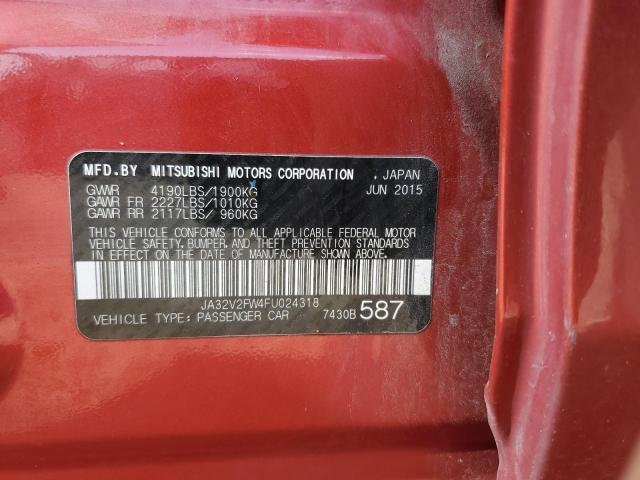 MFD.BY MITSUBISHI MOTORS CORPORATION , JAPAN
GVWR 4190LBS/1900KG JUN 2015
GAWR FR 2227LBS/1010KG
GAWR RR 2117LBS/ 960KG
THIS VEHICLE CONFORMS TO ALL APPLICABLE FEDERAL MOTOR
VEHICLE SAFETY, BUMPER, AND THEFT PREVENTION STANDARDS
IN EFFECT ON THE DATE OF MANUFACTURE SHOWN ABOVE.
JA32V2FW4FU024318
VEHICLE TYPE: PASSENGER CAR 7430B 587